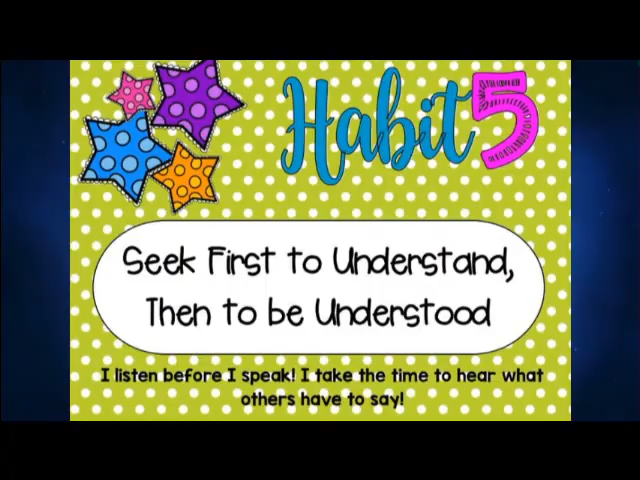 Habit 5
Seek First to Understand,
Then to be Understood
I listen before I speak! I take the time to hear what
others have to say!